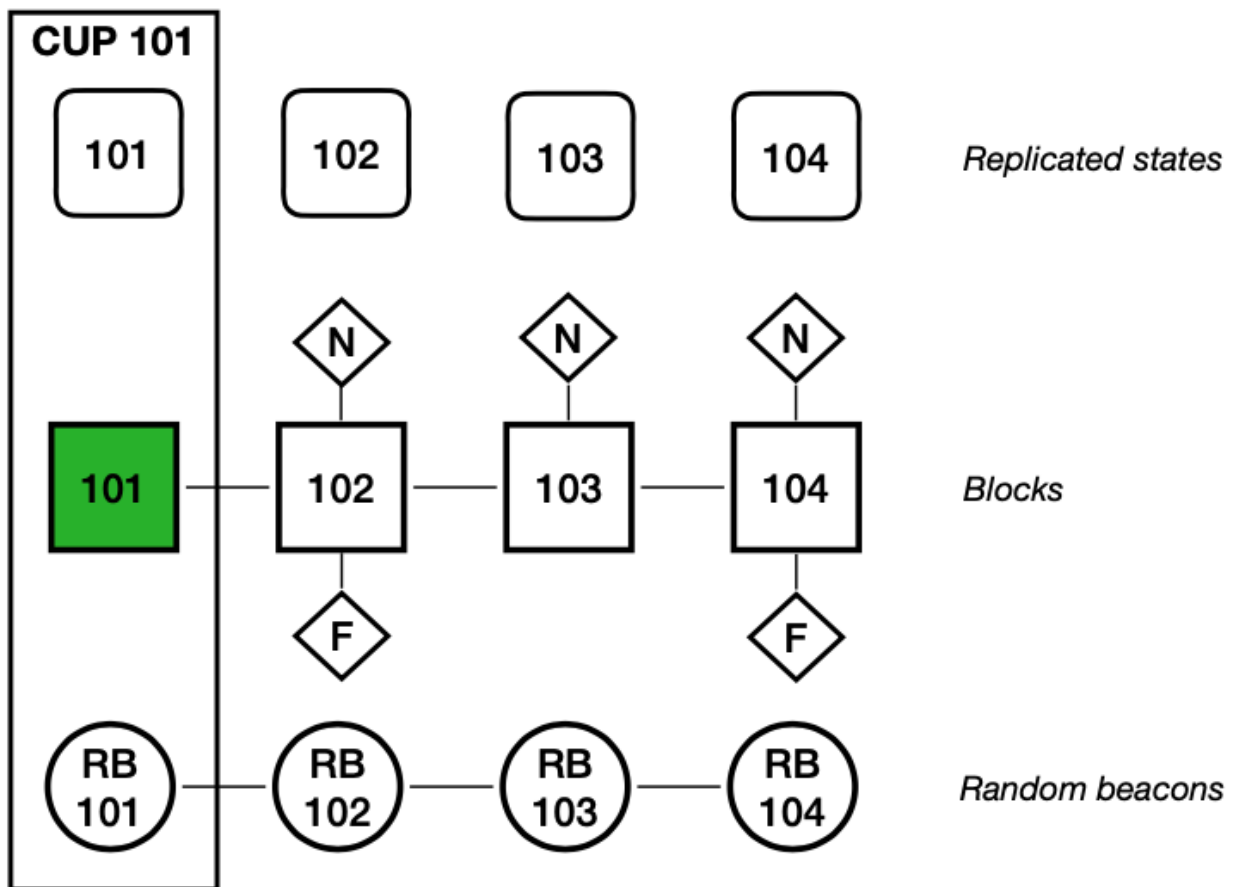 CUP 101
101 102 103 104 Replicated states
N N N
101 102 103 104 Blocks
F F
RB RB RB RB
101 102 103 104 Random beacons